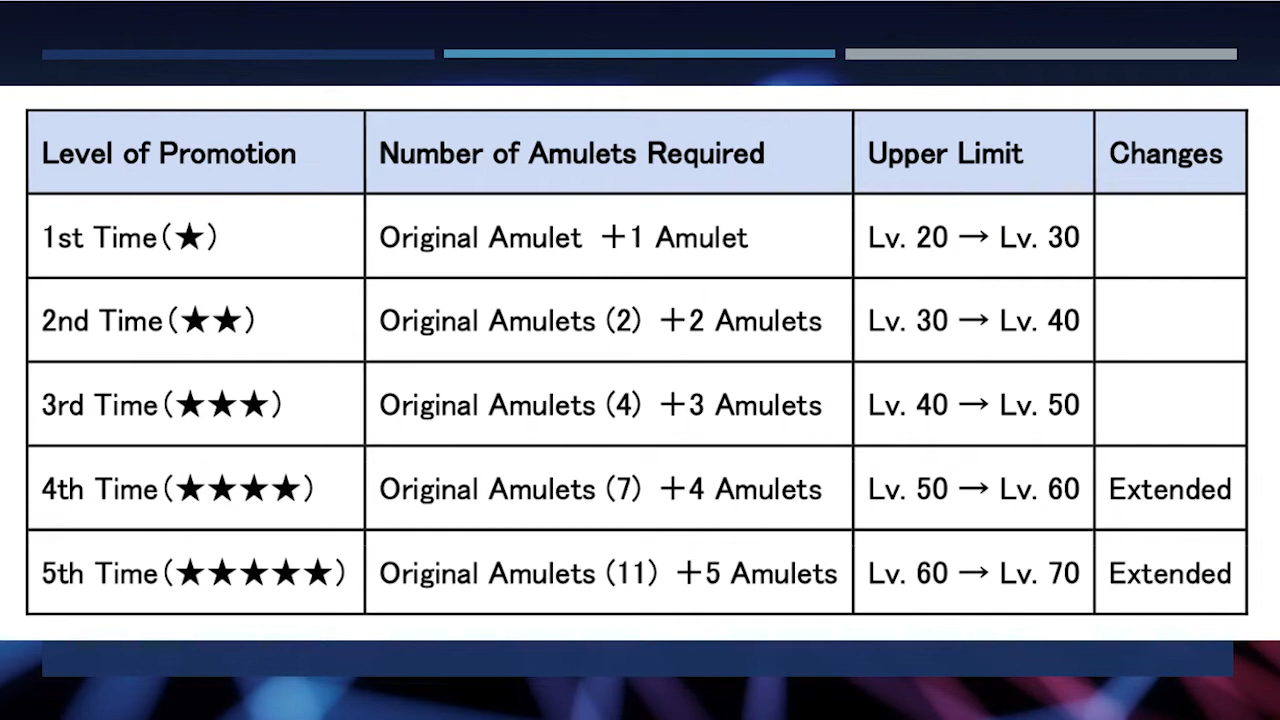 Level of Promotion Number of Amulets Required Upper Limit Changes
1st Time(★) Original Amulet +1 Amulet Lv. 20 → Lv. 30
2nd Time(★★) Original Amulets (2) +2 Amulets Lv. 30 → Lv. 40
3rd Time(★★★) Original Amulets (4) +3 Amulets Lv. 40 → Lv. 50
4th Time(★★★★) Original Amulets (7) +4 Amulets Lv. 50 → Lv. 60 Extended
5th Time(★★★★★) Original Amulets (11) +5 Amulets Lv. 60 → Lv. 70 Extended